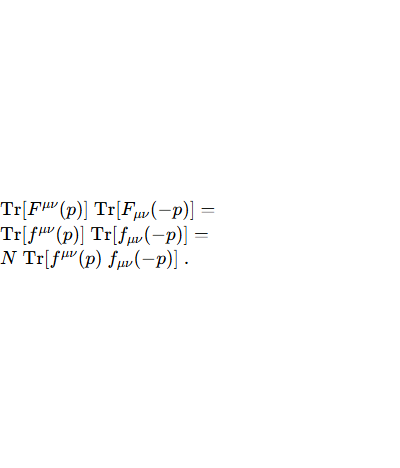 Tr[F^{μν}(p)] Tr[F_{μν}(−p)] =
Tr[f^{μν}(p)] Tr[f_{μν}(−p)] =
N Tr[f^{μν}(p) f_{μν}(−p)] .